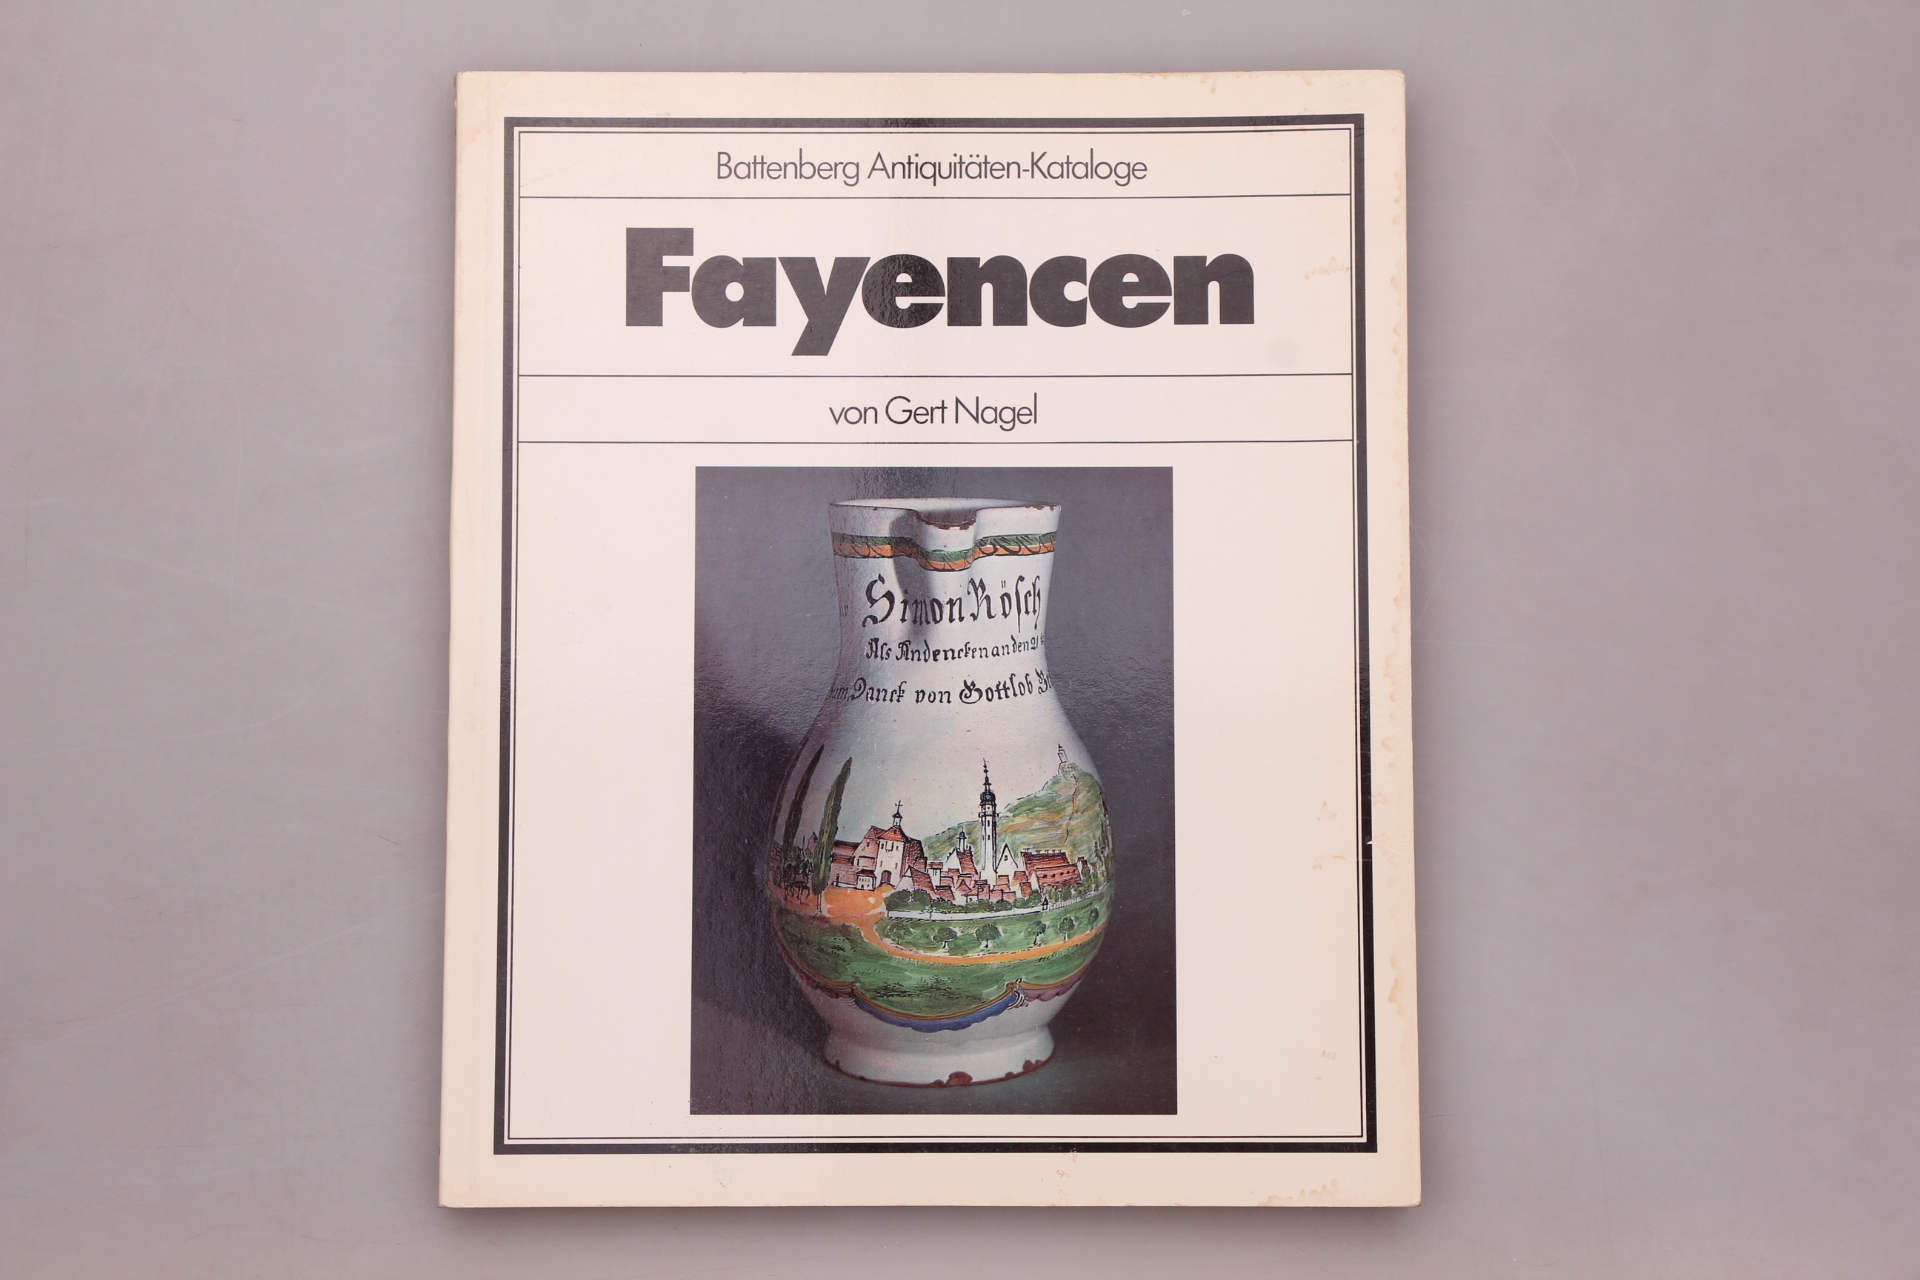 Battenberg Antiquitäten-Kataloge
Fayencen
von Gert Nagel
Simon Rösch
Als Andencken an den
Danck von Gottlob